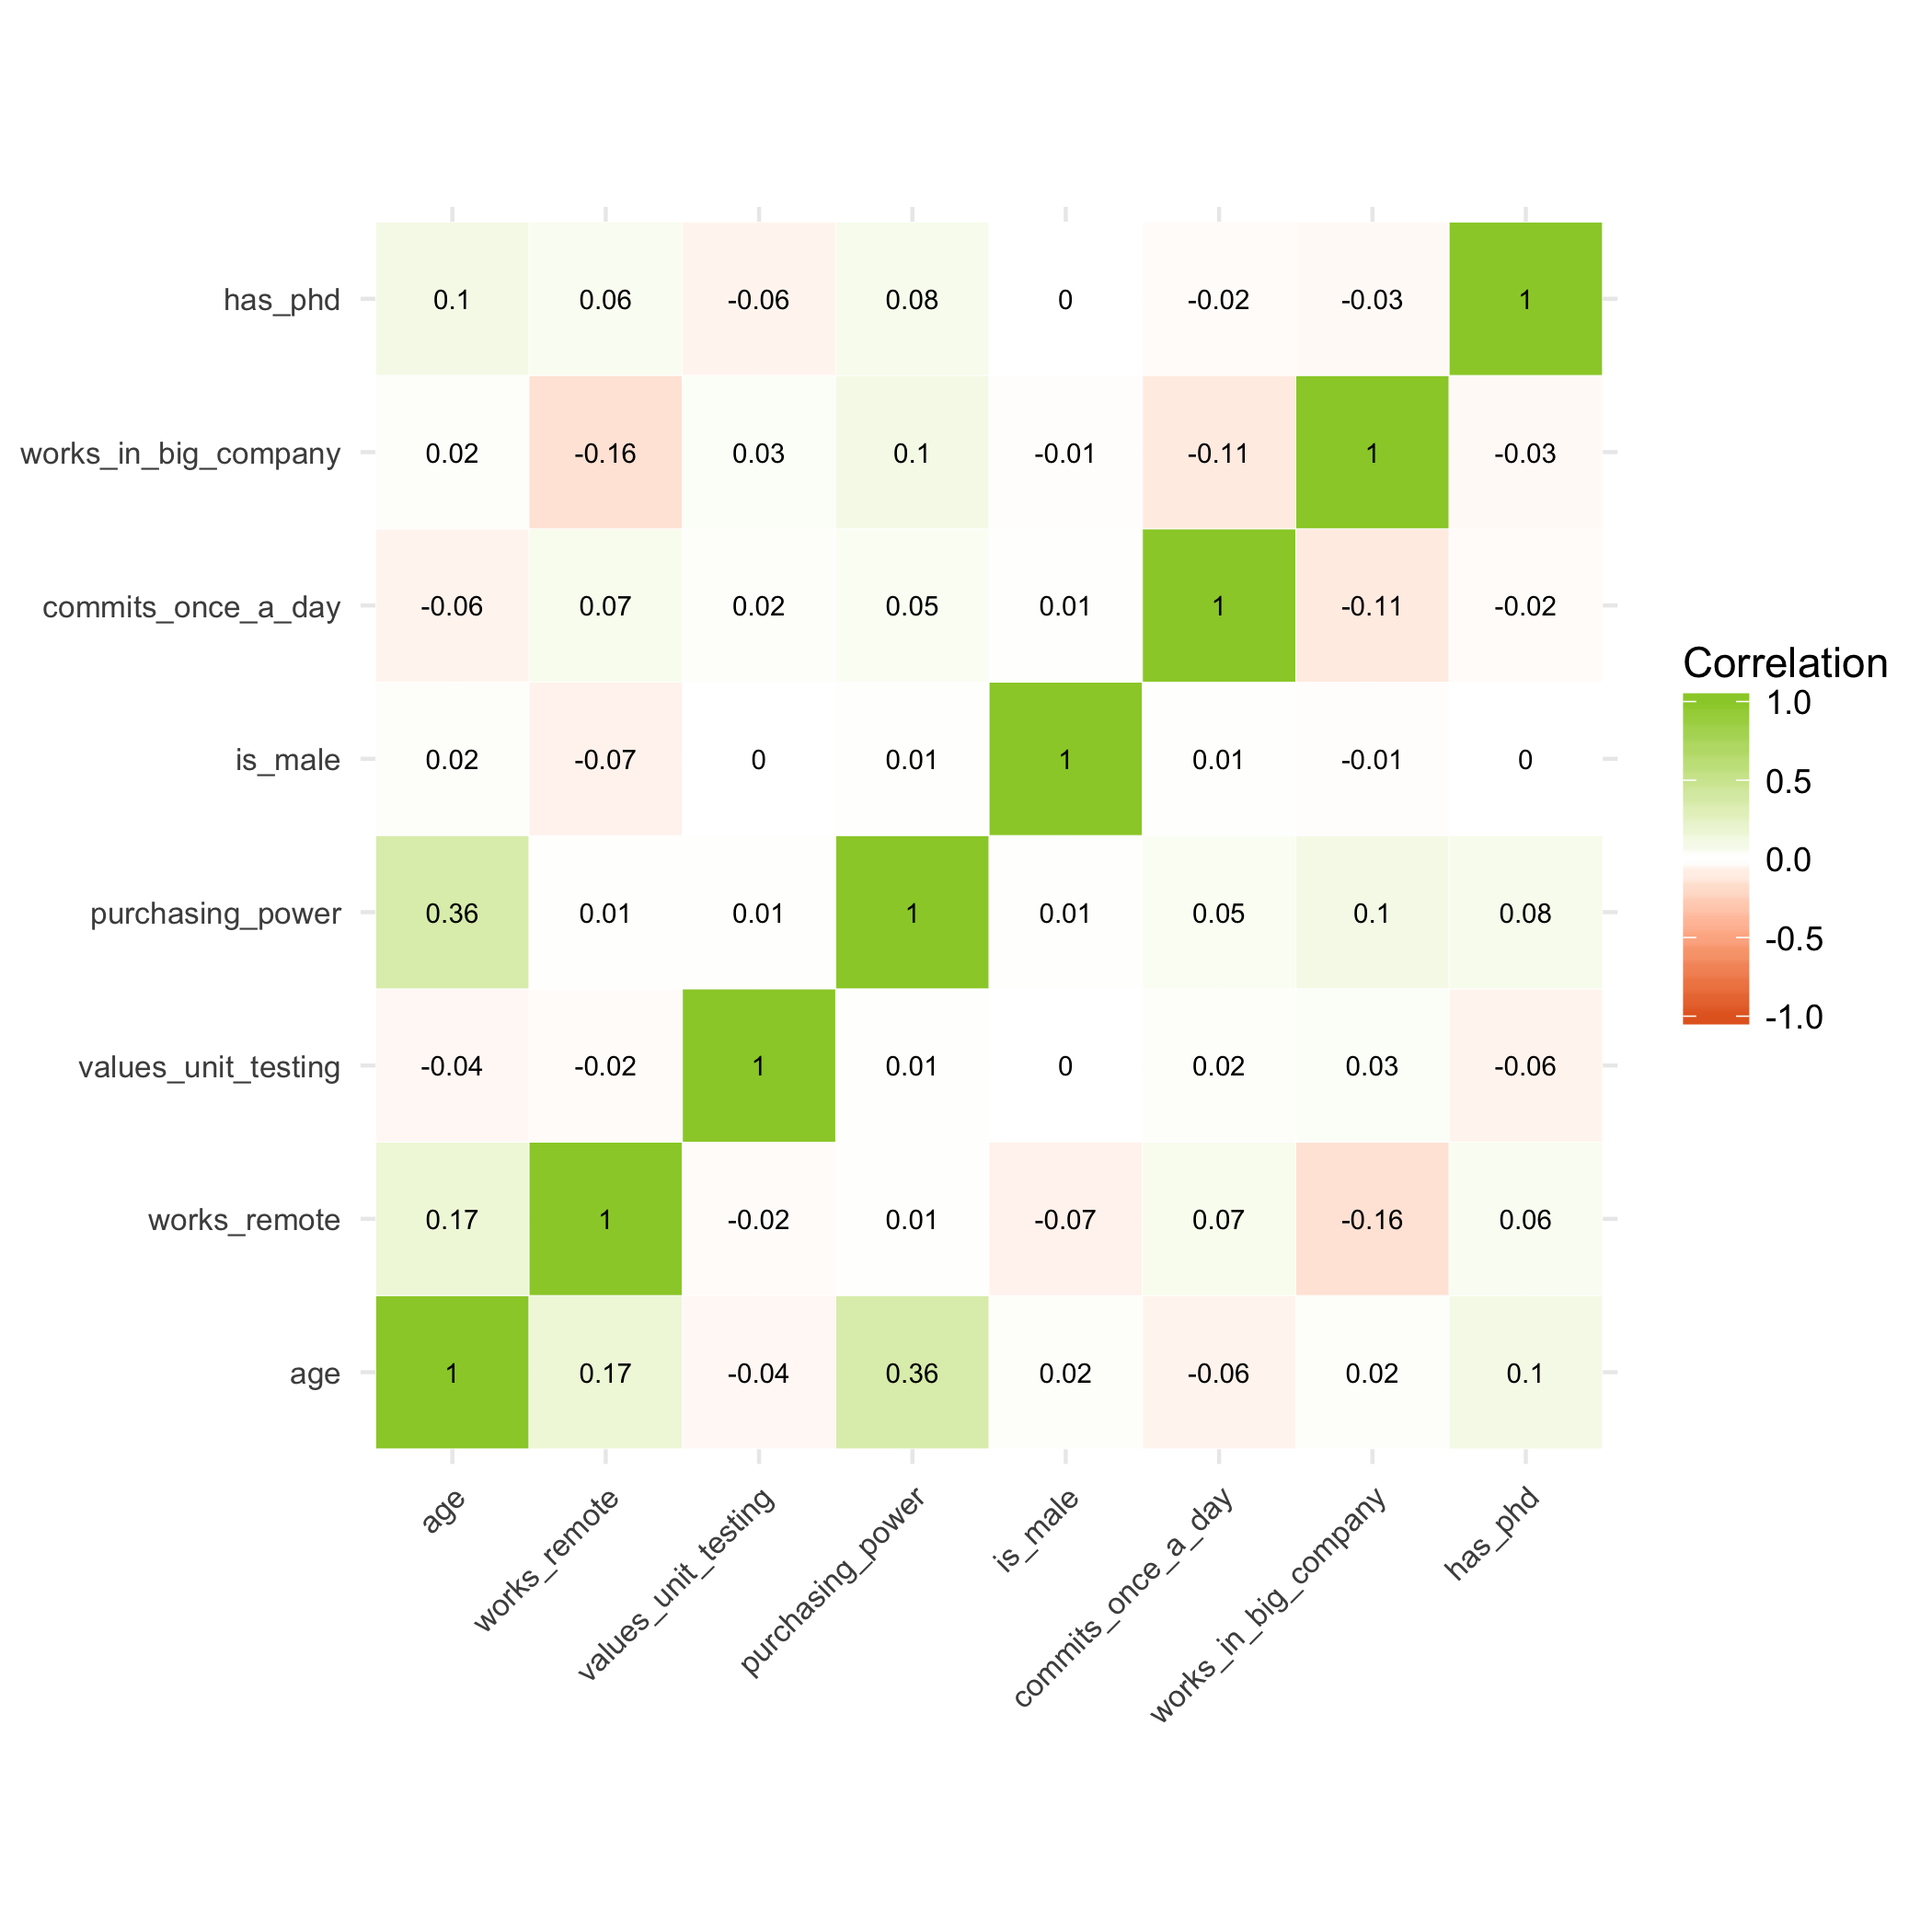 has_phd 0.1 0.06 -0.06 0.08 0 -0.02 -0.03 1
works_in_big_company 0.02 -0.16 0.03 0.1 -0.01 -0.11 1 -0.03
commits_once_a_day -0.06 0.07 0.02 0.05 0.01 1 -0.11 -0.02
is_male 0.02 -0.07 0 0.01 1 0.01 -0.01 0
purchasing_power 0.36 0.01 0.01 1 0.01 0.05 0.1 0.08
values_unit_testing -0.04 -0.02 1 0.01 0 0.02 0.03 -0.06
works_remote 0.17 1 -0.02 0.01 -0.07 0.07 -0.16 0.06
age 1 0.17 -0.04 0.36 0.02 -0.06 0.02 0.1
age
works_remote
values_unit_testing
purchasing_power
is_male
commits_once_a_day
works_in_big_company
has_phd
Correlation
1.0
0.5
0.0
-0.5
-1.0